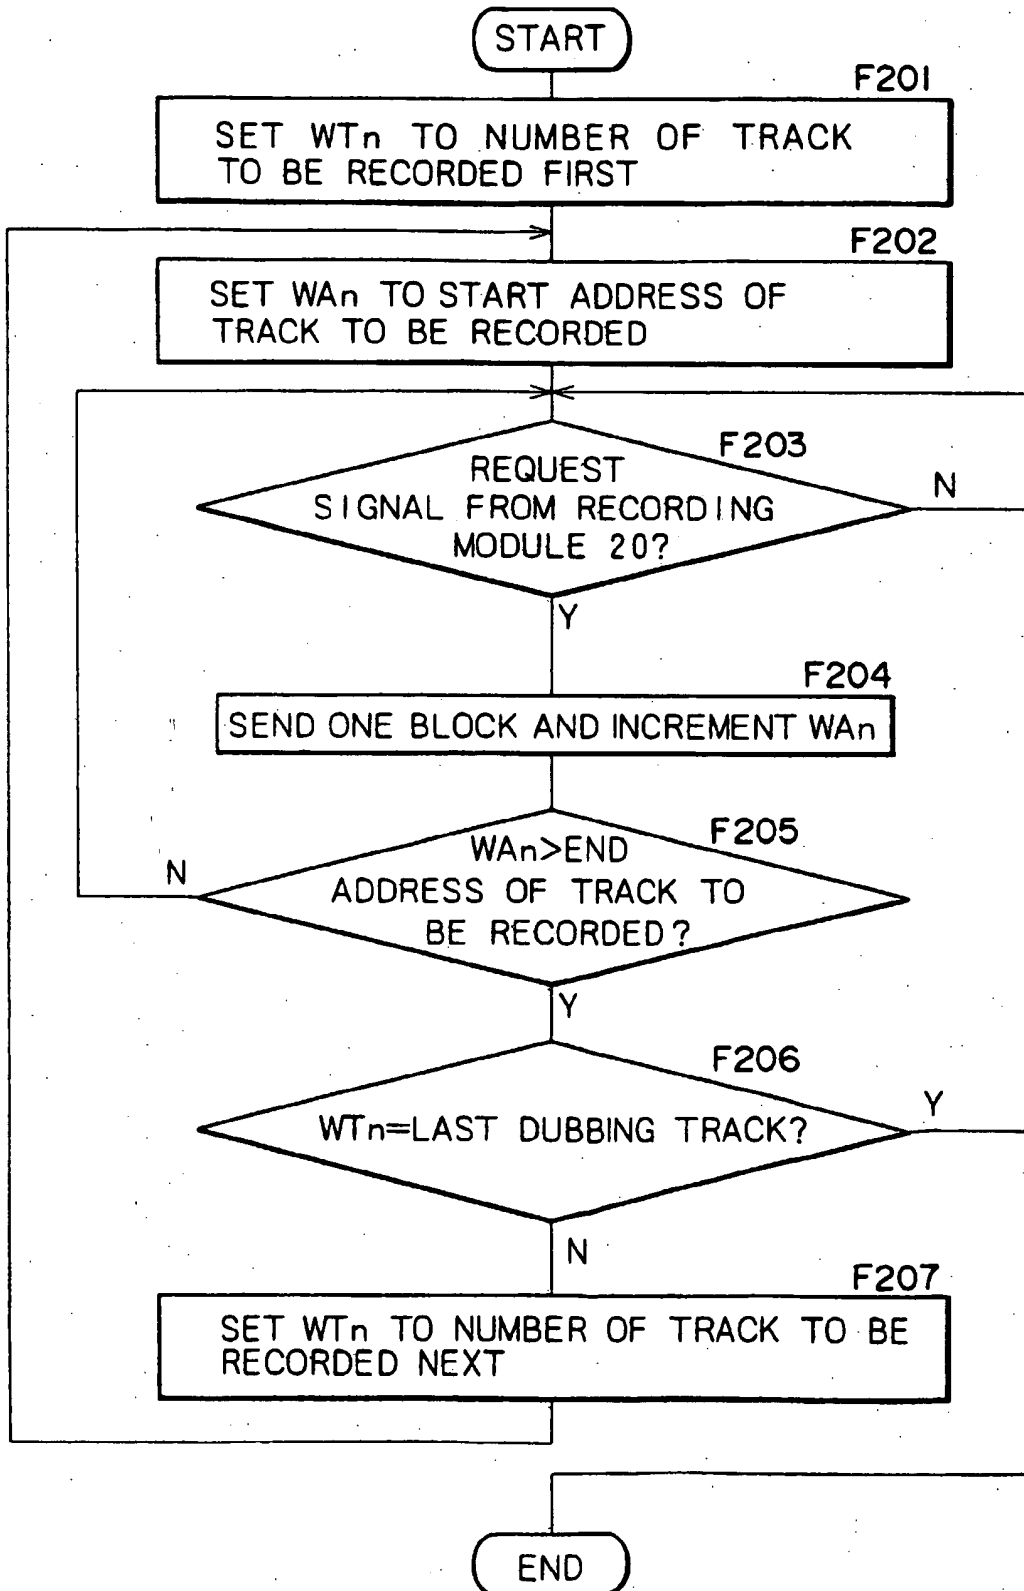 START
F201
SET WTn TO NUMBER OF TRACK
TO BE RECORDED FIRST
F202
SET WAn TO START ADDRESS OF
TRACK TO BE RECORDED
F203
REQUEST
SIGNAL FROM RECORDING
MODULE 20?
N
Y
F204
SEND ONE BLOCK AND INCREMENT WAn
F205
WAn>END
ADDRESS OF TRACK TO
BE RECORDED?
N
Y
F206
WTn=LAST DUBBING TRACK?
Y
N
F207
SET WTn TO NUMBER OF TRACK TO BE
RECORDED NEXT
END